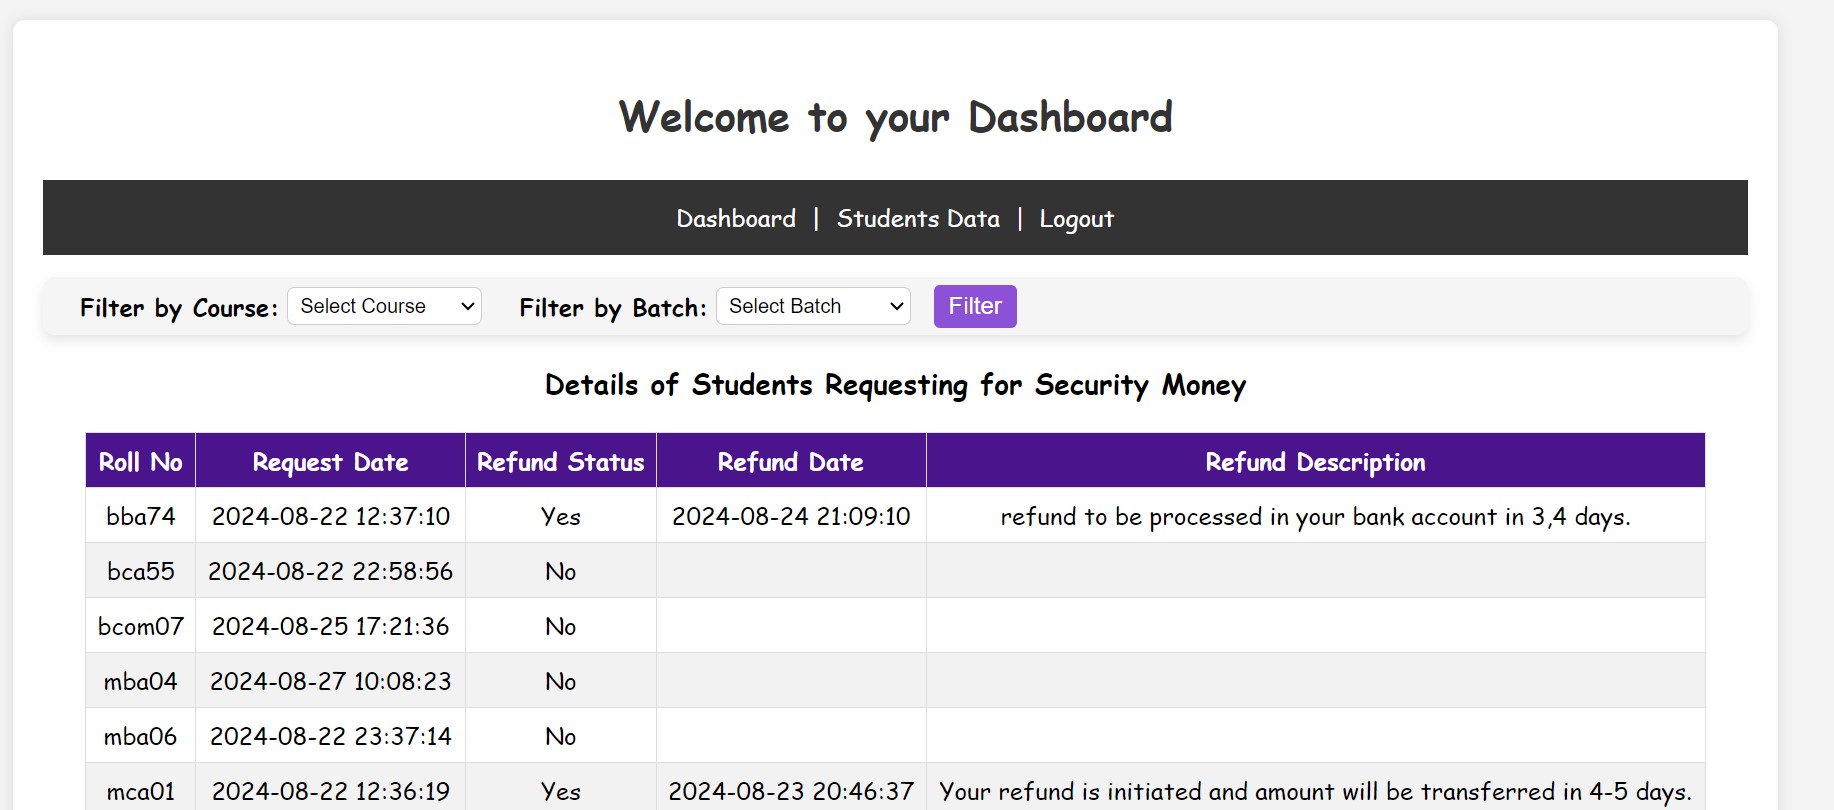 Welcome to your Dashboard
Dashboard | Students Data | Logout
Filter by Course: Select Course Filter by Batch: Select Batch Filter
Details of Students Requesting for Security Money
Roll No Request Date Refund Status Refund Date Refund Description
bba74 2024-08-22 12:37:10 Yes 2024-08-24 21:09:10 refund to be processed in your bank account in 3,4 days.
bca55 2024-08-22 22:58:56 No
bcom07 2024-08-25 17:21:36 No
mba04 2024-08-27 10:08:23 No
mba06 2024-08-22 23:37:14 No
mca01 2024-08-22 12:36:19 Yes 2024-08-23 20:46:37 Your refund is initiated and amount will be transferred in 4-5 days.